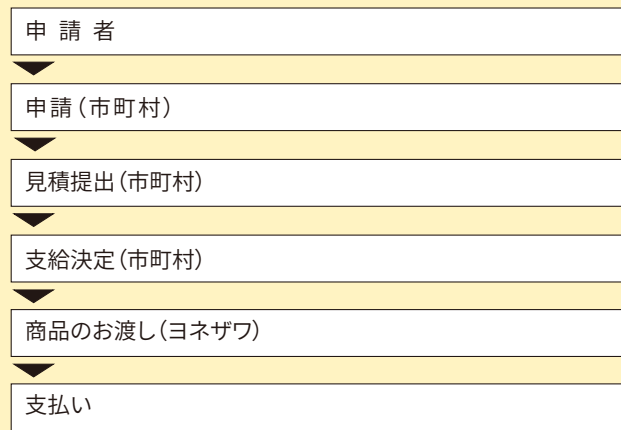 申 請 者
申請（市町村）
見積提出（市町村）
支給決定（市町村）
商品のお渡し（ヨネザワ）
支払い